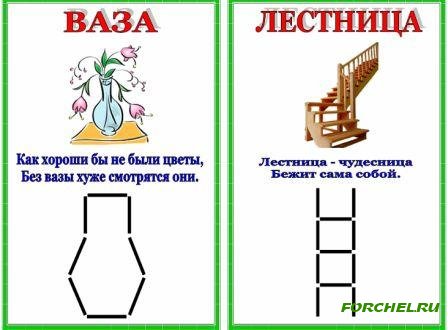 ВАЗА
Как хороши бы не были цветы,
Без вазы хуже смотрятся они.
ЛЕСТНИЦА
Лестница - чудесница
Бежит сама собой.
FORCHEL.RU